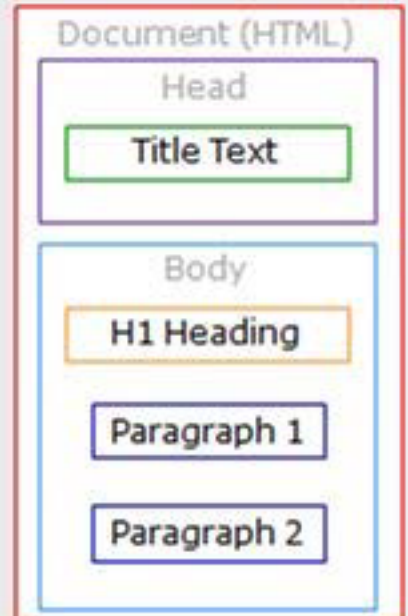 Document (HTML)
Head
Title Text
Body
H1 Heading
Paragraph 1
Paragraph 2